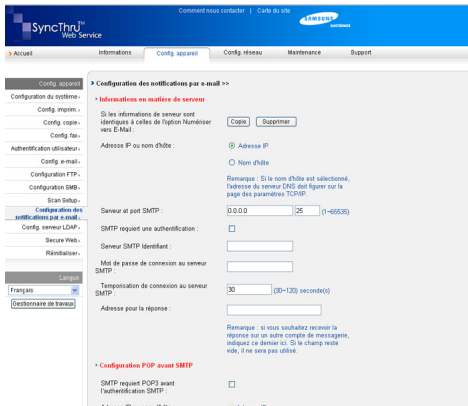 Comment nous contacter | Carte du site
SyncThru™
Web Service
SAMSUNG
ELECTRONICS
Accueil
Informations
Config. appareil
Config. réseau
Maintenance
Support
Config. appareil
Configuration du système
Config. imprim.
Config. copie
Config. fax
Authentification utilisateur
Config. e-mail
Configuration FTP
Configuration SMB
Scan Setup
Configuration des
notifications par e-mail
Config. serveur LDAP
Secure Web
Réinitialiser
Langue
Français
Gestionnaire de travaux
Configuration des notifications par e-mail >>
Informations en matière de serveur
Si les informations de serveur sont
identiques à celles de l'option Numériser
vers E-Mail :
Copie
Supprimer
Adresse IP ou nom d'hôte :
Adresse IP
Nom d'hôte
Remarque : Si le nom d'hôte est sélectionné,
l'adresse du serveur DNS doit figurer sur la
page des paramètres TCP/IP.
Serveur et port SMTP :
0.0.0.0
25
(1~65535)
SMTP requiert une authentification :
Serveur SMTP Identifiant :
Mot de passe de connexion au serveur
SMTP :
Temporisation de connexion au serveur
SMTP :
30
(30~120) seconde(s)
Adresse pour la réponse :
Remarque : si vous souhaitez recevoir la
réponse sur un autre compte de messagerie,
indiquez ce dernier ici. Si le champ reste
vide, il ne sera pas utilisé.
Configuration POP avant SMTP
SMTP requiert POP3 avant
l'authentification SMTP :